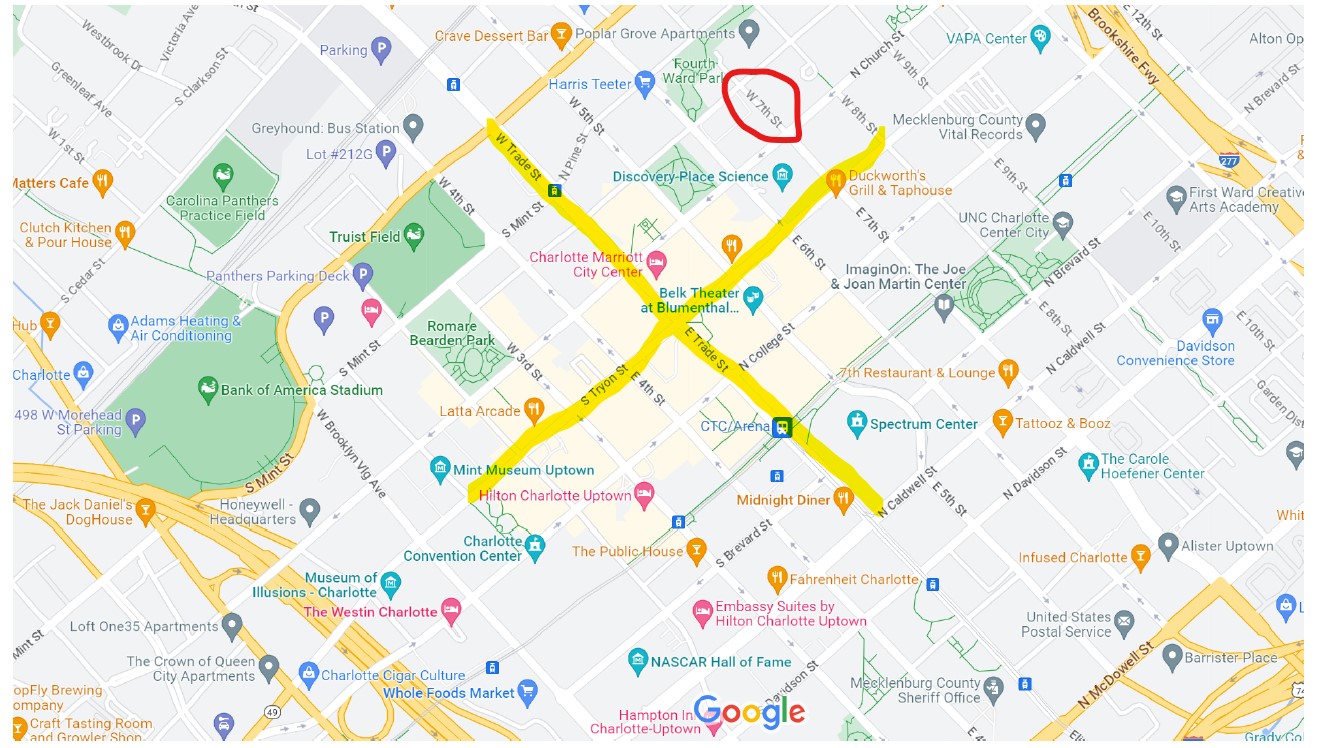 Westbrook Dr
Victoria Ave
S Clarkson St
Greenleaf Ave
Parking
Crave Dessert Bar
Poplar Grove Apartments
N Church St
VAPA Center
Brookshire Fwy
E 12th St
Alton Op
W 9th St
Fourth
Ward Park
Harris Teeter
W 5th St
W 7th St
W 8th St
N Brevard St
W 1st St
Greyhound: Bus Station
Lot #212G
W Trade St
N Pine St
Mecklenburg County
Vital Records
277
Matters Cafe
Carolina Panthers
Practice Field
W 4th St
Discovery Place Science
Duckworth's
Grill & Taphouse
E 9th St
First Ward Creative
Arts Academy
Clutch Kitchen
& Pour House
Truist Field
S Mint St
E 7th St
UNC Charlotte
Center City
E 10th St
S Cedar St
Panthers Parking Deck
Charlotte Marriott
City Center
E 6th St
ImaginOn: The Joe
& Joan Martin Center
N Brevard St
Hub
Adams Heating &
Air Conditioning
Romare
Bearden Park
Belk Theater
at Blumenthal...
E 8th St
E 10th St
S Mint St
W 3rd St
E Trade St
N College St
N Caldwell St
Davidson
Convenience Store
Charlotte
Bank of America Stadium
S Tryon St
E 4th St
7th Restaurant & Lounge
Garden Dist
498 W Morehead
St Parking
W Brooklyn Vlg Ave
Latta Arcade
CTC/Arena
Spectrum Center
Tattooz & Booz
S Mint St
Mint Museum Uptown
N Davidson St
The Carole
Hoefener Center
The Jack Daniel's
DogHouse
Honeywell -
Headquarters
Hilton Charlotte Uptown
Midnight Diner
N Caldwell St
E 5th St
Whit
Charlotte
Convention Center
The Public House
S Brevard St
Infused Charlotte
Alister Uptown
Museum of
Illusions - Charlotte
Fahrenheit Charlotte
The Westin Charlotte
Embassy Suites by
Hilton Charlotte Uptown
Loft One35 Apartments
United States
Postal Service
Mint St
The Crown of Queen
City Apartments
NASCAR Hall of Fame
Barrister Place
Charlotte Cigar Culture
Whole Foods Market
Davidson St
Mecklenburg County
Sheriff Office
N McDowell St
74
opFly Brewing
ompany
49
Google
Craft Tasting Room
and Growler Shop
Hampton Inn
Charlotte-Uptown
277
Grady Co